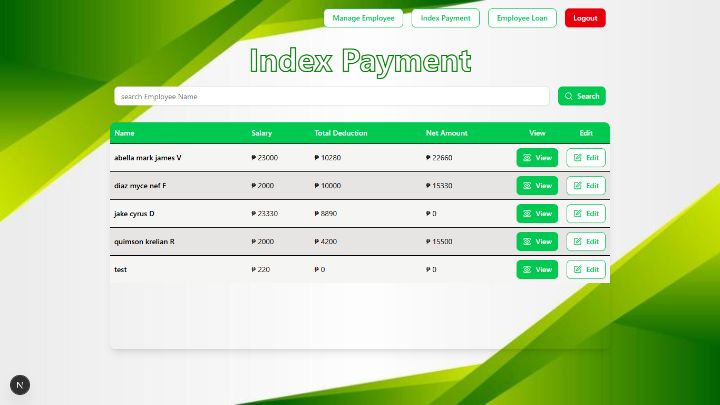 Manage Employee Index Payment Employee Loan Logout
Index Payment
search Employee Name Search
Name Salary Total Deduction Net Amount View Edit
abella mark james V ₱ 23000 ₱ 10280 ₱ 22660 View Edit
diaz myce nef F ₱ 2000 ₱ 10000 ₱ 15330 View Edit
jake cyrus D ₱ 23330 ₱ 8890 ₱ 0 View Edit
quimson krelian R ₱ 2000 ₱ 4200 ₱ 15500 View Edit
test ₱ 220 ₱ 0 ₱ 0 View Edit
N